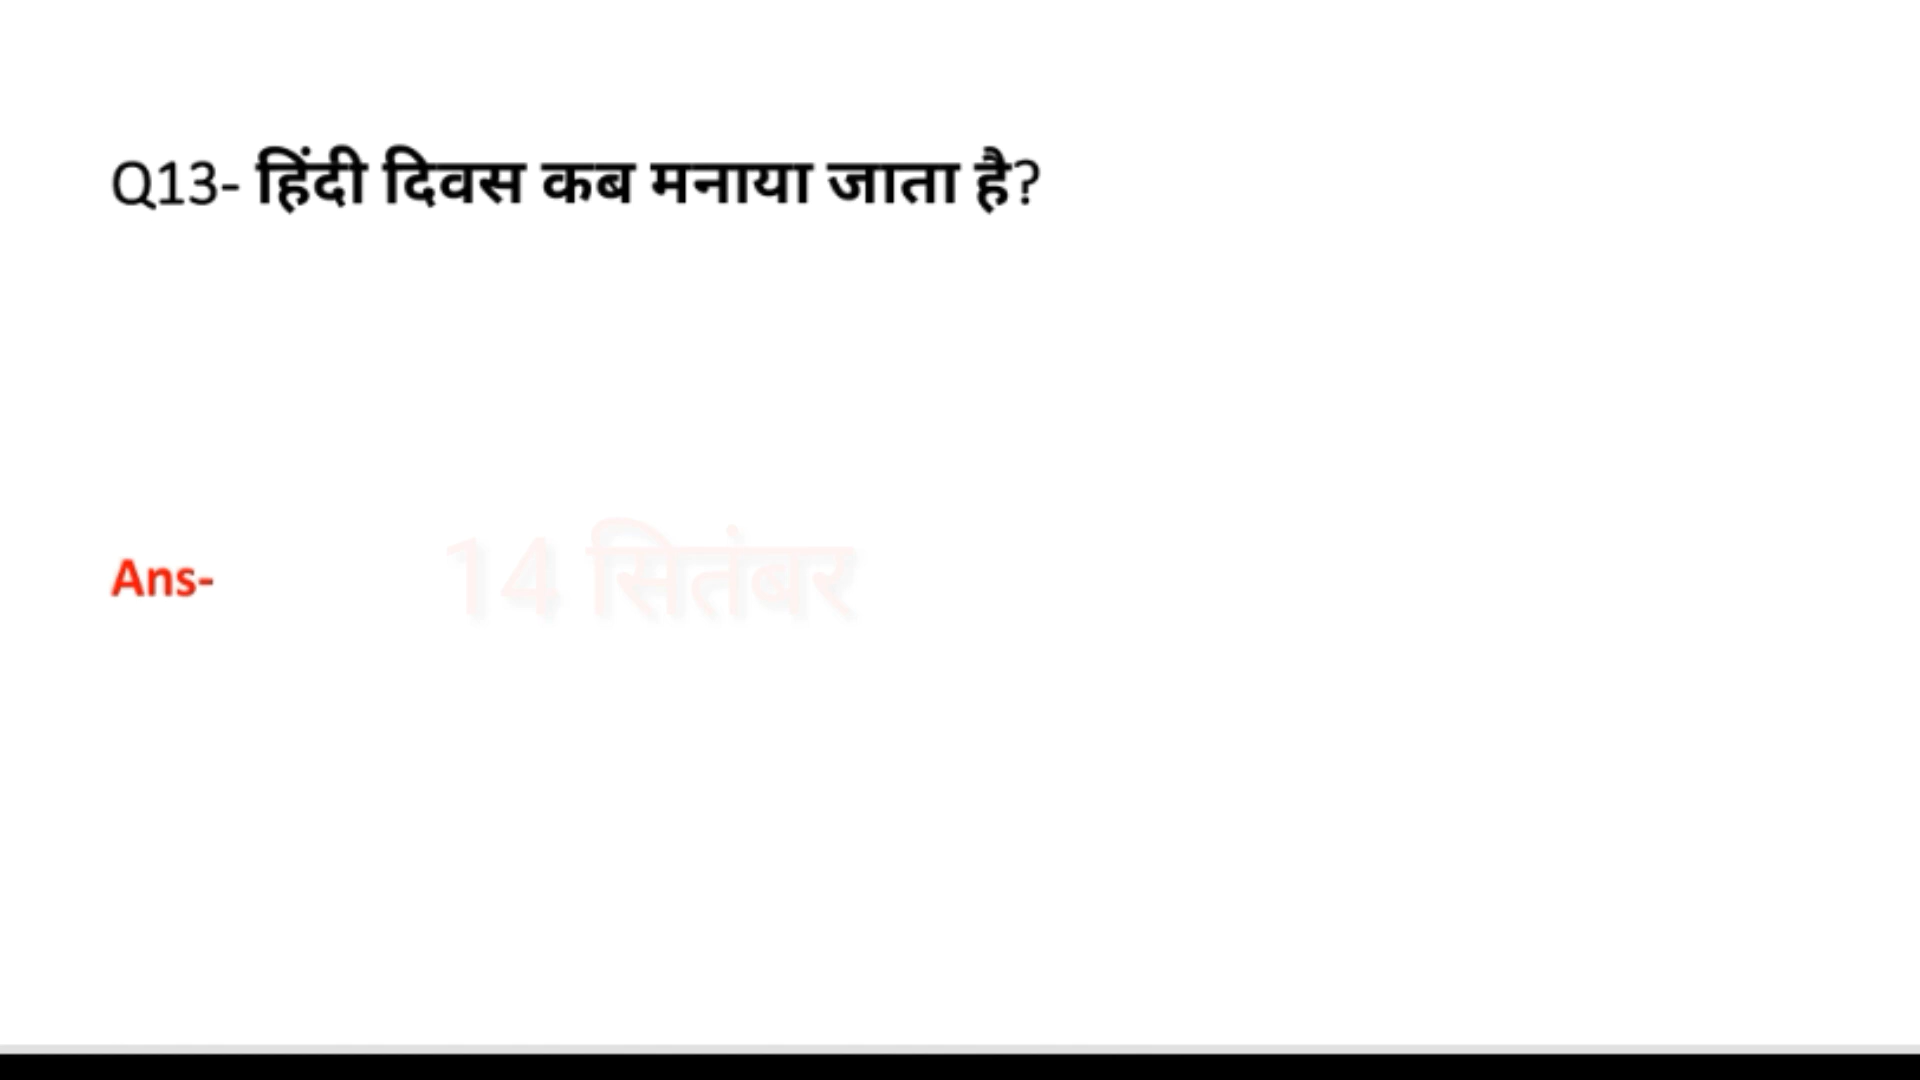 Q13- हिंदी दिवस कब मनाया जाता है?
Ans- 14 सितंबर